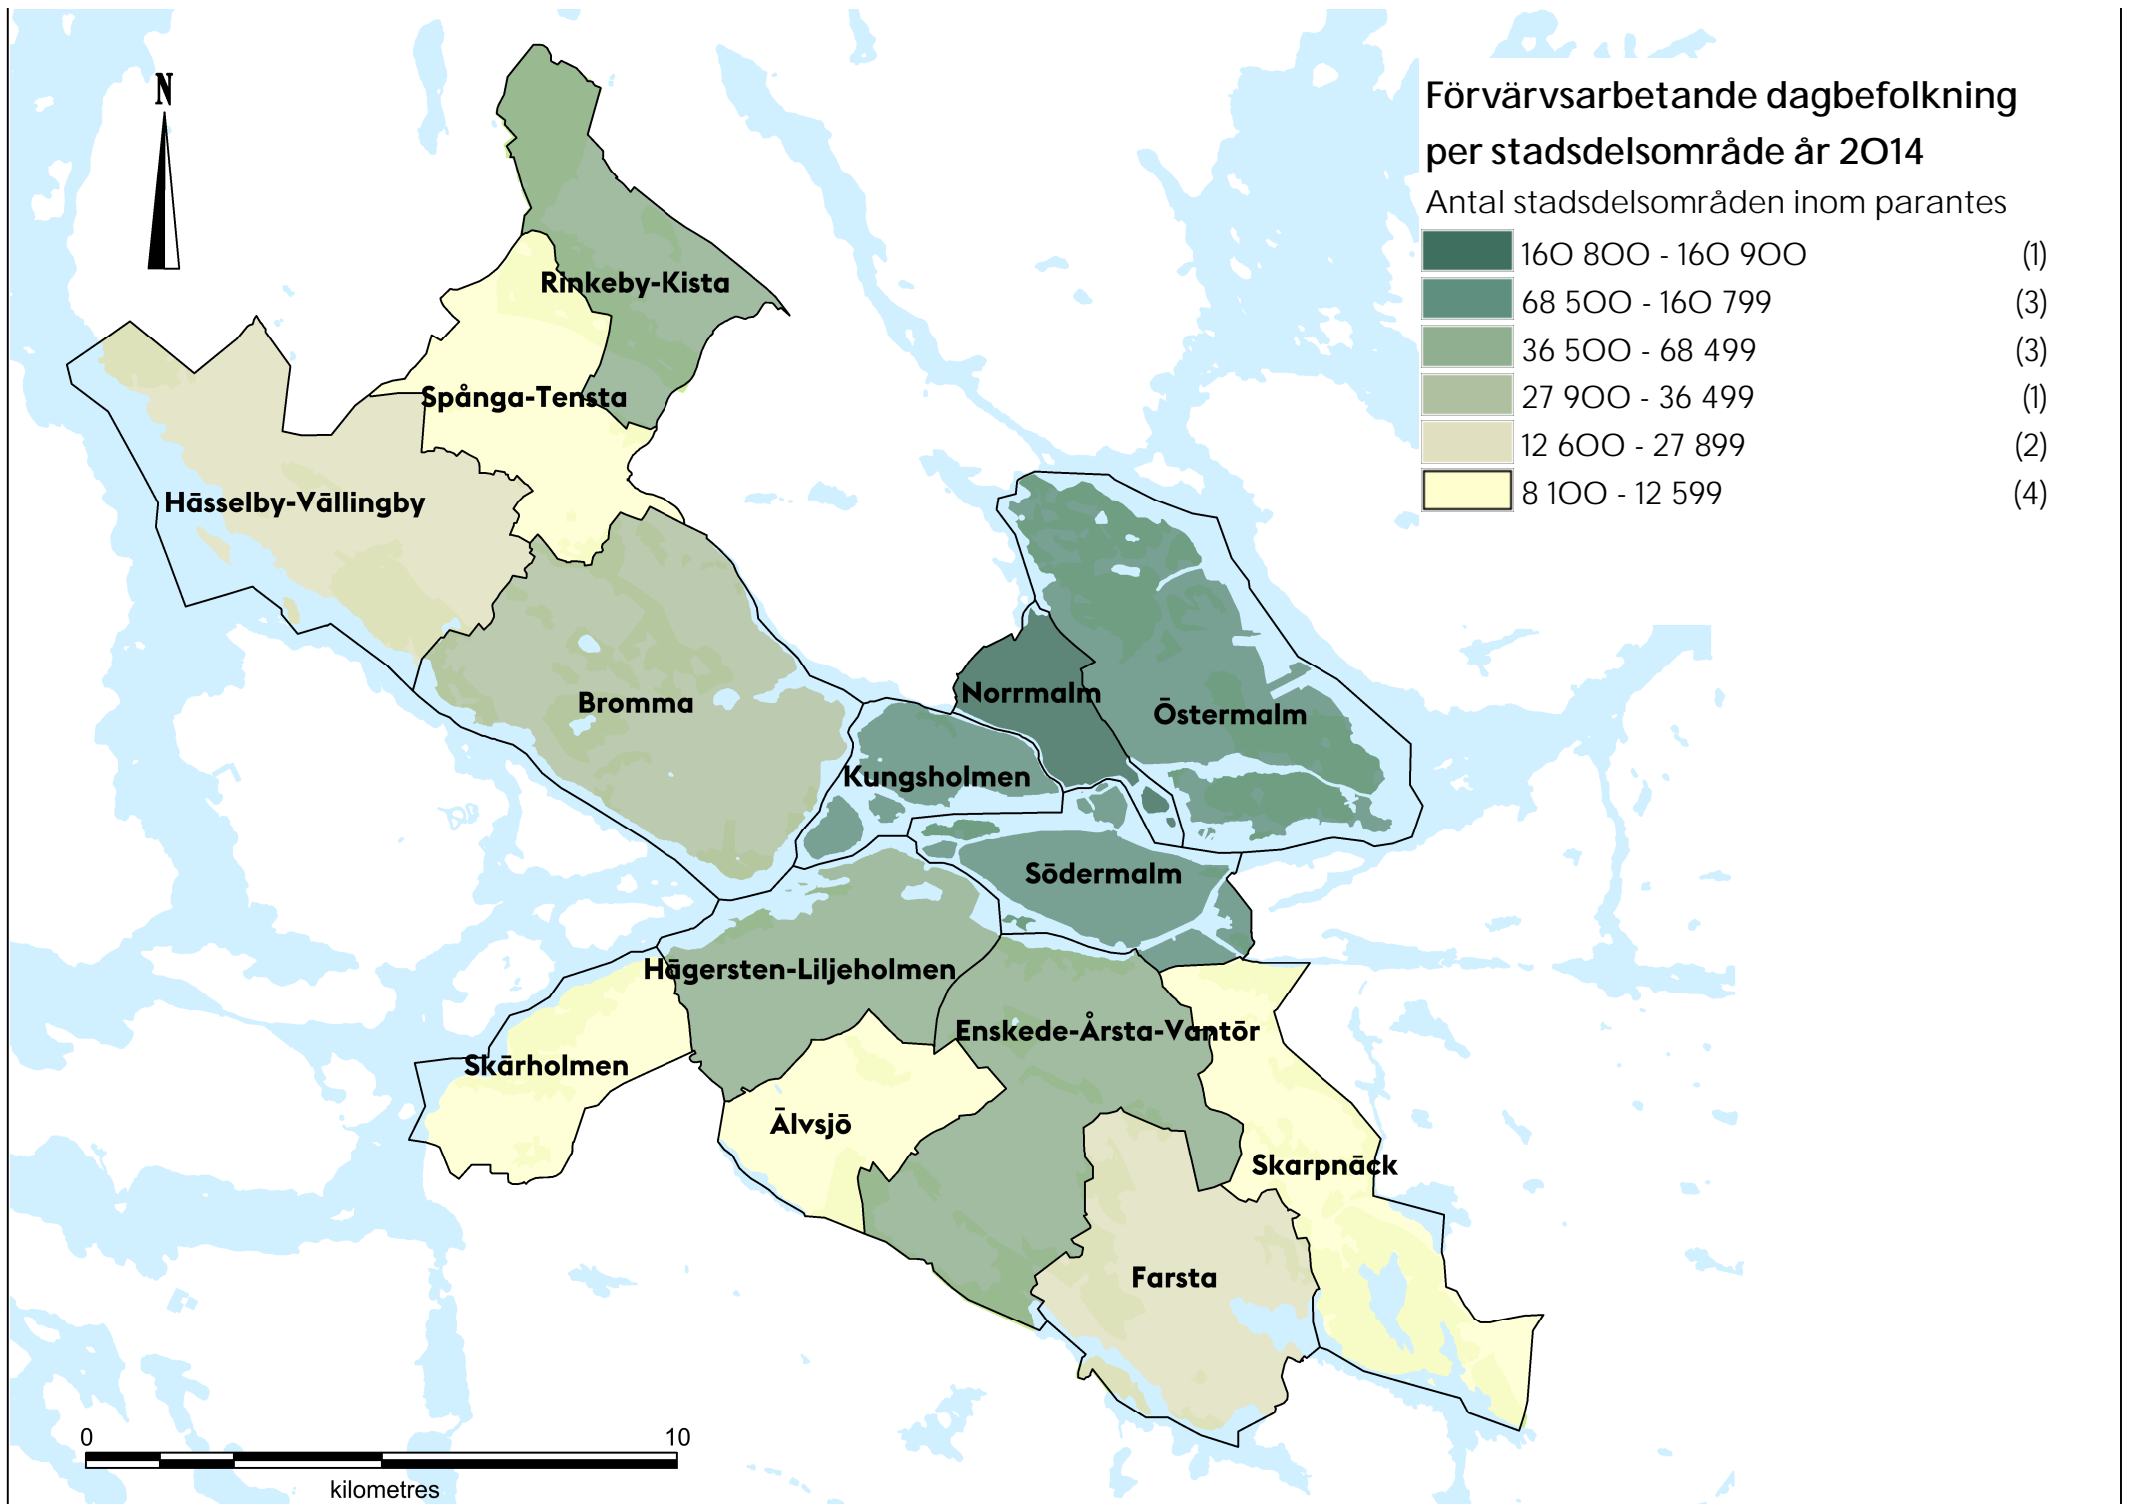 N
Förvärvsarbetande dagbefolkning
per stadsdelsområde år 2014
Antal stadsdelsområden inom parantes
160 800 - 160 900 (1)
68 500 - 160 799 (3)
36 500 - 68 499 (3)
27 900 - 36 499 (1)
12 600 - 27 899 (2)
8 100 - 12 599 (4)
Rinkeby-Kista
Spånga-Tensta
Hässelby-Vällingby
Norrmalm
Bromma
Östermalm
Kungsholmen
Södermalm
Hägersten-Liljeholmen
Enskede-Årsta-Vantör
Skärholmen
Älvsjö
Skarpnäck
Farsta
0 10
kilometres